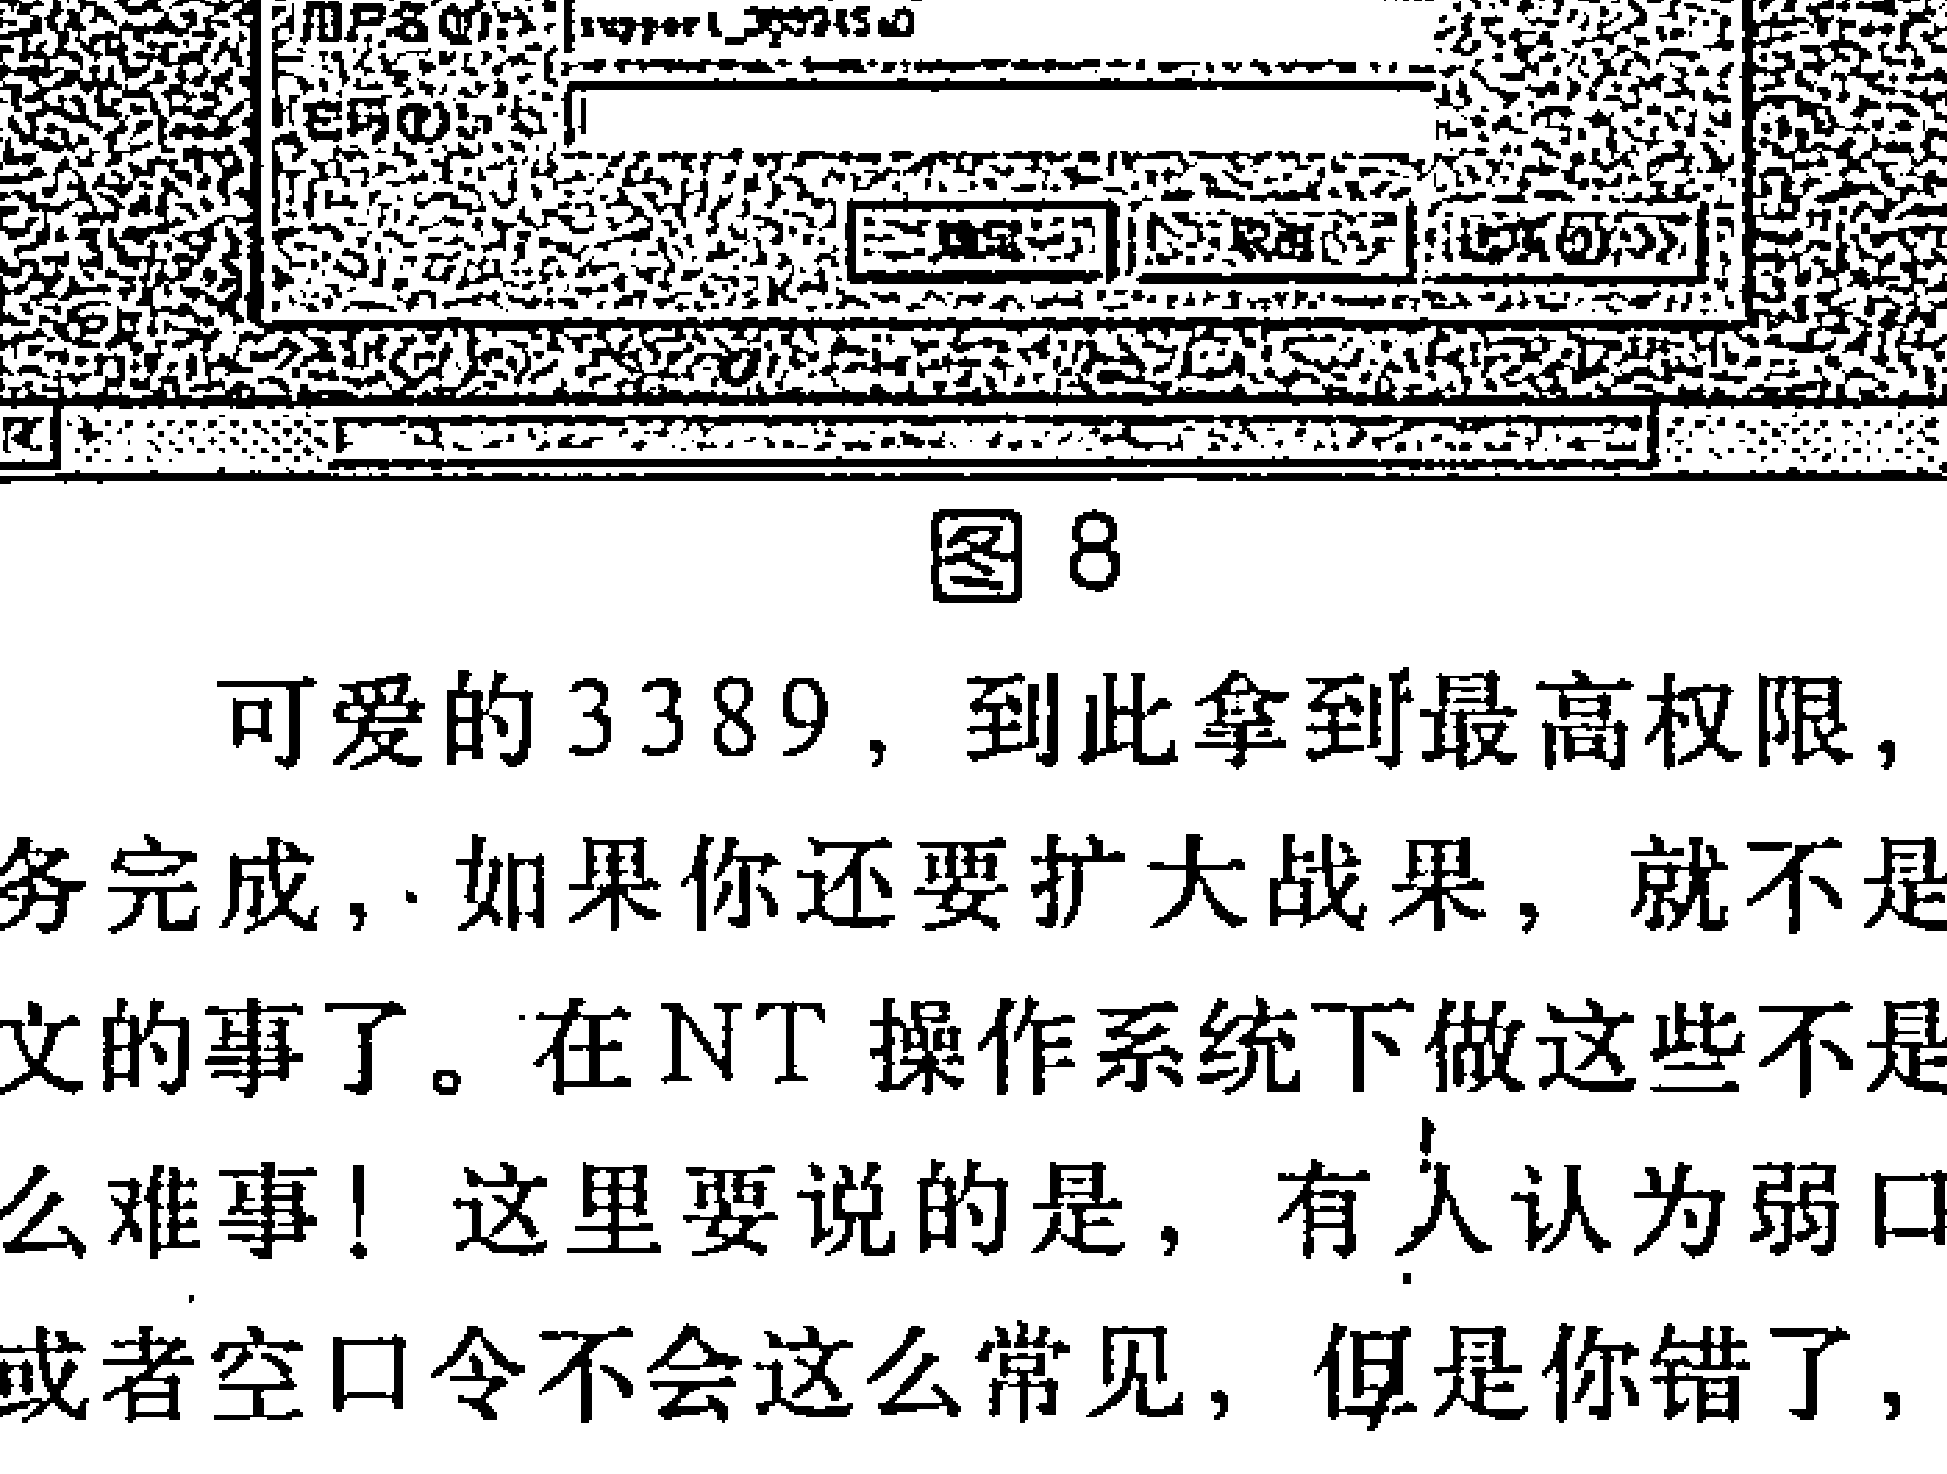 图 8
可爱的3389，到此拿到最高权限，
务完成，如果你还要扩大战果，就不是
文的事了。在NT 操作系统下做这些不是
么难事！这里要说的是，有人认为弱口
或者空口令不会这么常见，但是你错了，